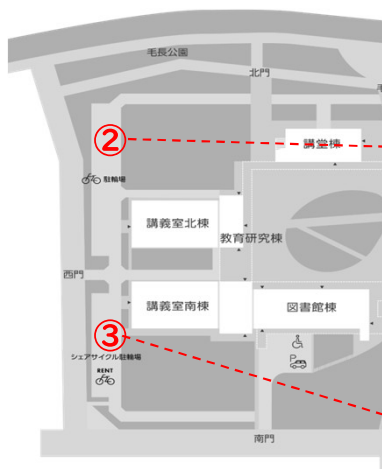 毛長公園
北門
毛
②
講堂棟
駐輪場
講義室北棟
教育研究棟
西門
講義室南棟
図書館棟
③
シェアサイクル駐輪場
RENT
P
南門